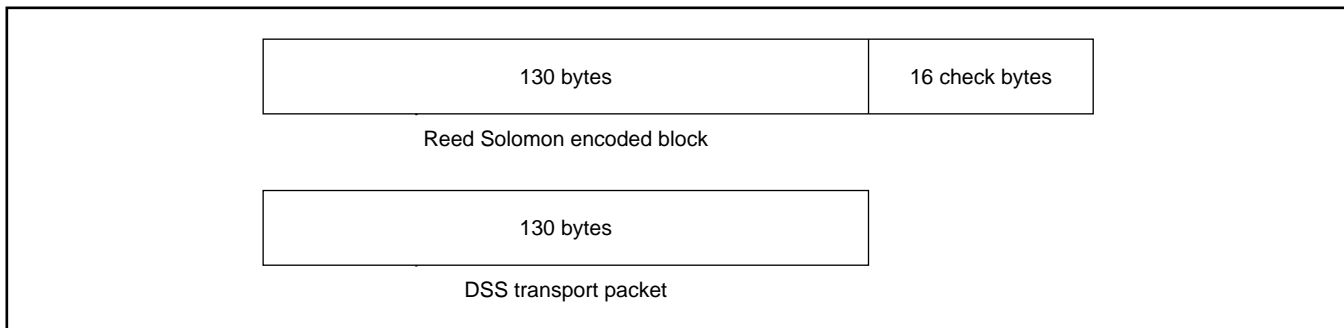 130 bytes
16 check bytes
Reed Solomon encoded block
130 bytes
DSS transport packet